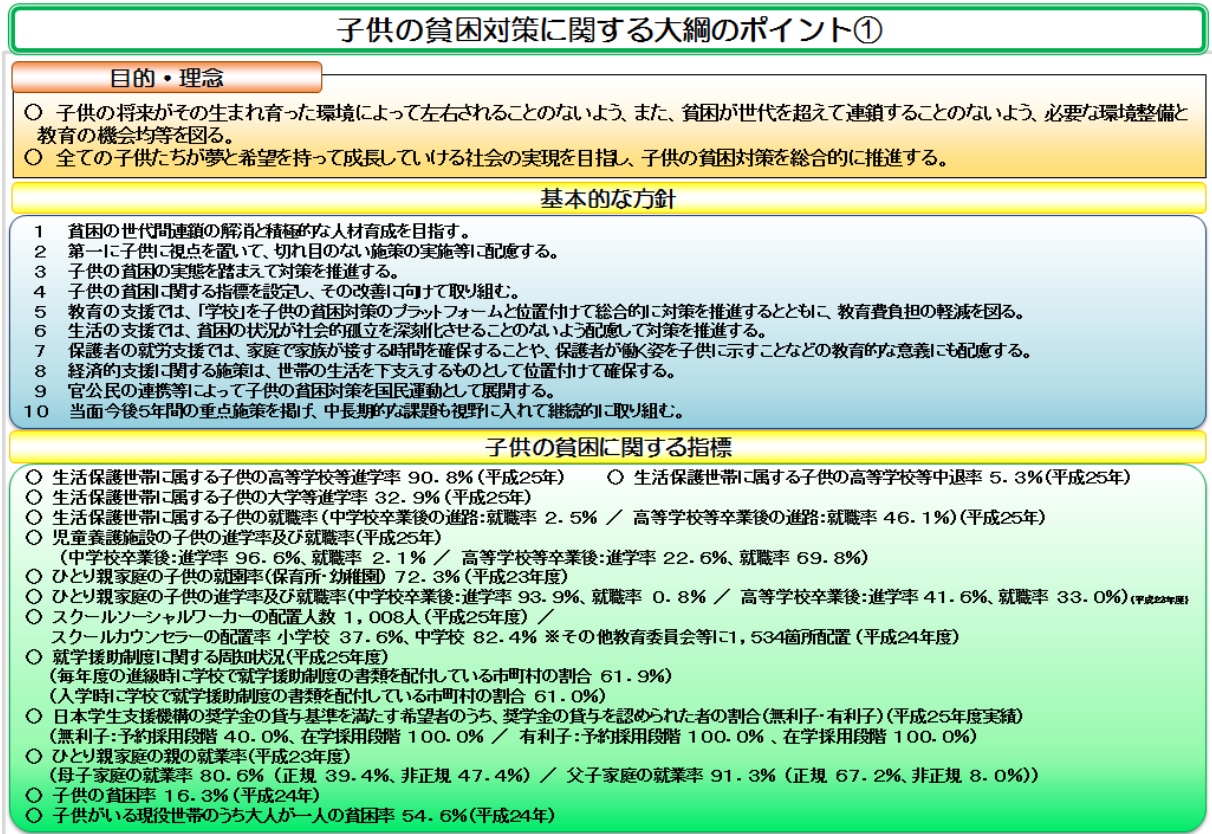 子供の貧困対策に関する大綱のポイント①
目的・理念
○ 子供の将来がその生まれ育った環境によって左右されることのないよう、また、貧困が世代を超えて連鎖することのないよう、必要な環境整備と
教育の機会均等を図る。
○ 全ての子供たちが夢と希望を持って成長していける社会の実現を目指し、子供の貧困対策を総合的に推進する。
基本的な方針
1 貧困の世代間連鎖の解消と積極的な人材育成を目指す。
2 第一に子供に視点を置いて、切れ目のない施策の実施等に配慮する。
3 子供の貧困の実態を踏まえて対策を推進する。
4 子供の貧困に関する指標を設定し、その改善に向けて取り組む。
5 教育の支援では、「学校」を子供の貧困対策のプラットフォームと位置付けて総合的に対策を推進するとともに、教育費負担の軽減を図る。
6 生活の支援では、貧困の状況が社会的孤立を深刻化させることのないよう配慮して対策を推進する。
7 保護者の就労支援では、家庭で家族が接する時間を確保することや、保護者が働く姿を子供に示すことなどの教育的な意義にも配慮する。
8 経済的支援に関する施策は、世帯の生活を下支えするものとして位置付けて確保する。
9 官公民の連携等によって子供の貧困対策を国民運動として展開する。
10 当面今後5年間の重点施策を掲げ、中長期的な課題も視野に入れて継続的に取り組む。
子供の貧困に関する指標
○ 生活保護世帯に属する子供の高等学校等進学率 90.8%(平成25年) ○ 生活保護世帯に属する子供の高等学校等中退率 5.3%(平成25年)
○ 生活保護世帯に属する子供の大学等進学率 32.9%(平成25年)
○ 生活保護世帯に属する子供の就職率(中学校卒業後の進路:就職率 2.5% / 高等学校等卒業後の進路:就職率 46.1%)(平成25年)
○ 児童養護施設の子供の進学率及び就職率(平成25年)
(中学校卒業後:進学率 96.6%、就職率 2.1% / 高等学校等卒業後:進学率 22.6%、就職率 69.8%)
○ ひとり親家庭の子供の就園率(保育所・幼稚園) 72.3%(平成23年度)
○ ひとり親家庭の子供の進学率及び就職率(中学校卒業後:進学率 93.9%、就職率 0.8% / 高等学校卒業後:進学率 41.6%、就職率 33.0%)(平成23年度)
○ スクールソーシャルワーカーの配置人数 1,008人(平成25年度) /
スクールカウンセラーの配置率 小学校 37.6%、中学校 82.4% ※その他教育委員会等に1,534箇所配置(平成24年度)
○ 就学援助制度に関する周知状況(平成25年度)
(毎年度の進級時に学校で就学援助制度の書類を配付している市町村の割合 61.9%)
(入学時に学校で就学援助制度の書類を配付している市町村の割合 61.0%)
○ 日本学生支援機構の奨学金の貸与基準を満たす希望者のうち、奨学金の貸与を認められた者の割合(無利子・有利子)(平成25年度実績)
(無利子:予約採用段階 40.0%、在学採用段階 100.0% / 有利子:予約採用段階 100.0% 、在学採用段階 100.0%)
○ ひとり親家庭の親の就業率(平成23年度)
(母子家庭の就業率 80.6% (正規 39.4%、非正規 47.4%) / 父子家庭の就業率 91.3% (正規 67.2%、非正規 8.0%))
○ 子供の貧困率 16.3%(平成24年)
○ 子供がいる現役世帯のうち大人が一人の貧困率 54.6%(平成24年)